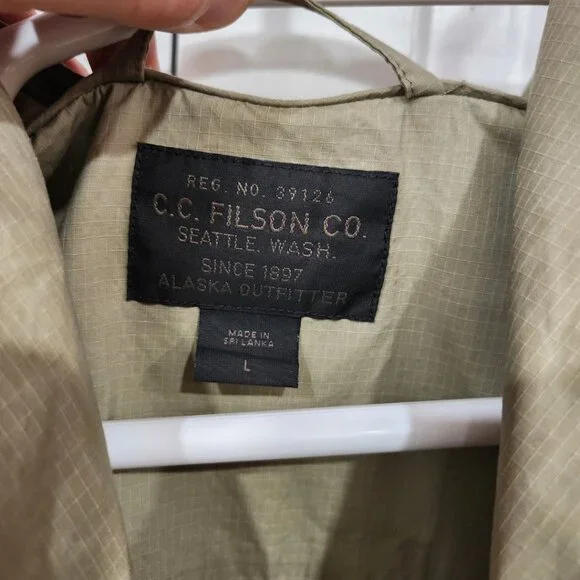 REG. NO. 39126
C.C. FILSON CO.
SEATTLE. WASH.
SINCE 1897
ALASKA OUTFITTER
MADE IN
SRI LANKA
L